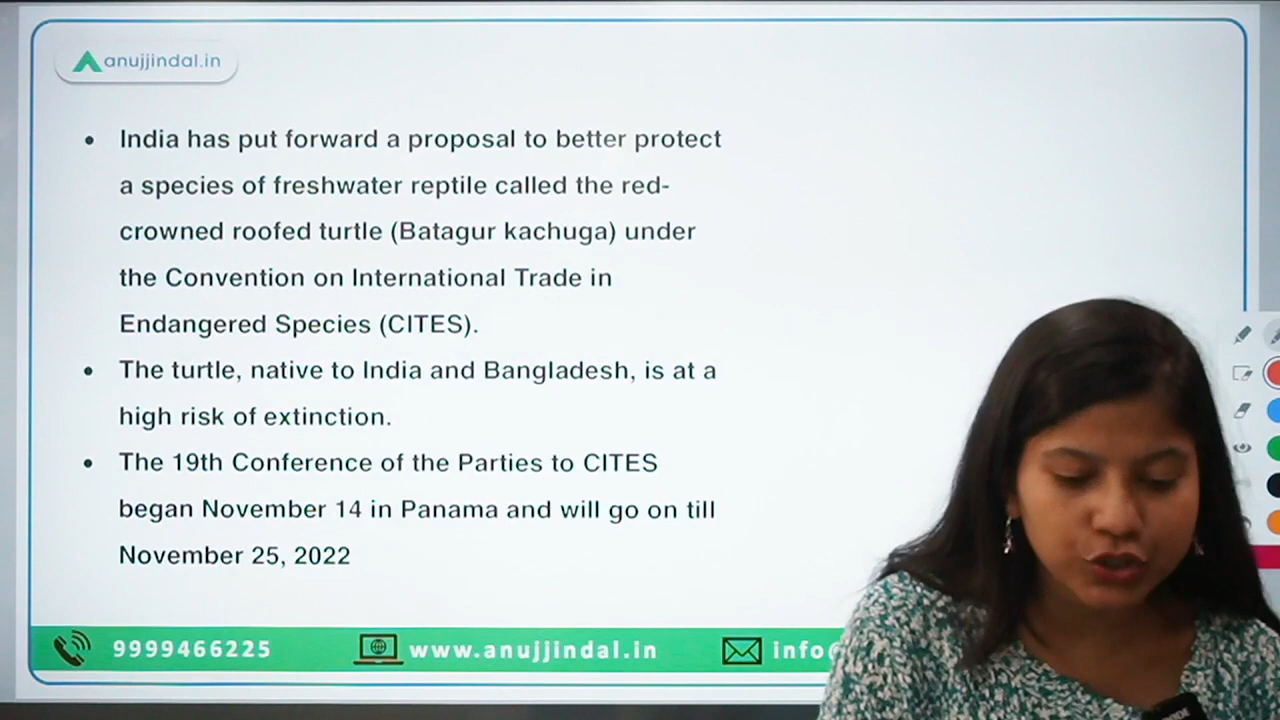 anujjindal.in
• India has put forward a proposal to better protect
a species of freshwater reptile called the red-
crowned roofed turtle (Batagur kachuga) under
the Convention on International Trade in
Endangered Species (CITES).
• The turtle, native to India and Bangladesh, is at a
high risk of extinction.
• The 19th Conference of the Parties to CITES
began November 14 in Panama and will go on till
November 25, 2022
9999466225 www.anujjindal.in info@